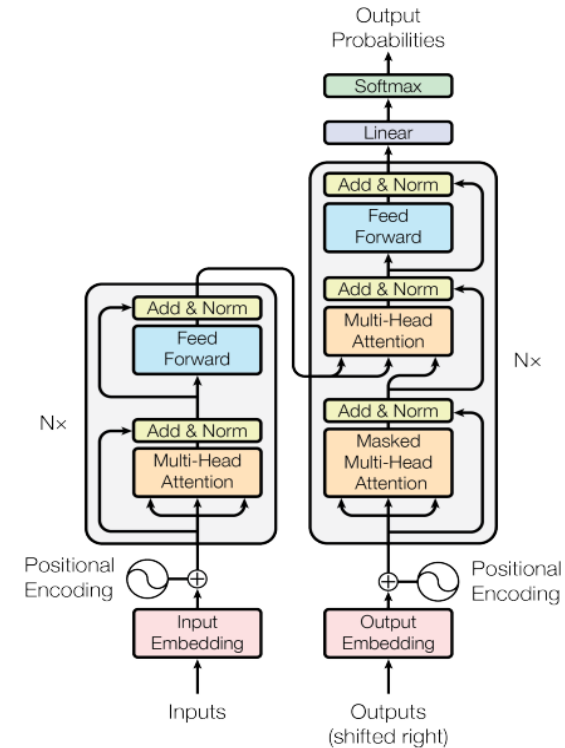 Output
Probabilities
Softmax
Linear
Add & Norm
Feed
Forward
Add & Norm
Multi-Head
Attention
Nx
Add & Norm
Masked
Multi-Head
Attention
Positional
Encoding
Output
Embedding
Outputs
(shifted right)
Add & Norm
Feed
Forward
Nx
Add & Norm
Multi-Head
Attention
Positional
Encoding
Input
Embedding
Inputs